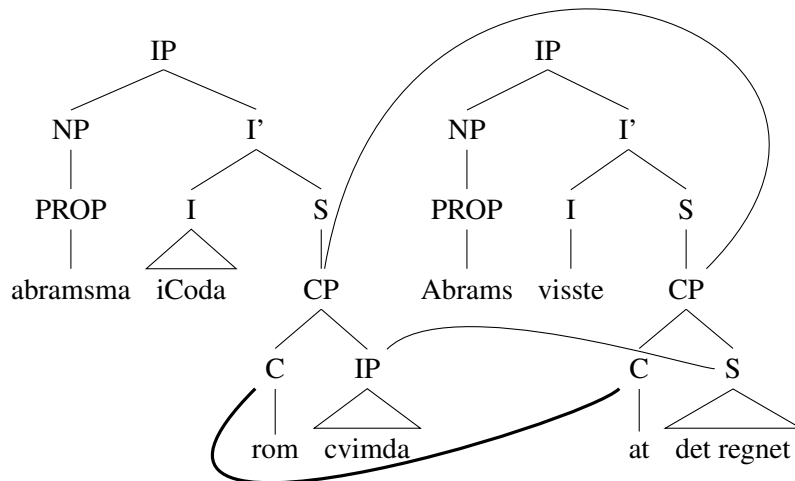 IP IP
NP I' NP I'
PROP I S PROP I S
abramsma iCoda CP Abrams visste CP
C IP C S
rom cvimda at det regnet